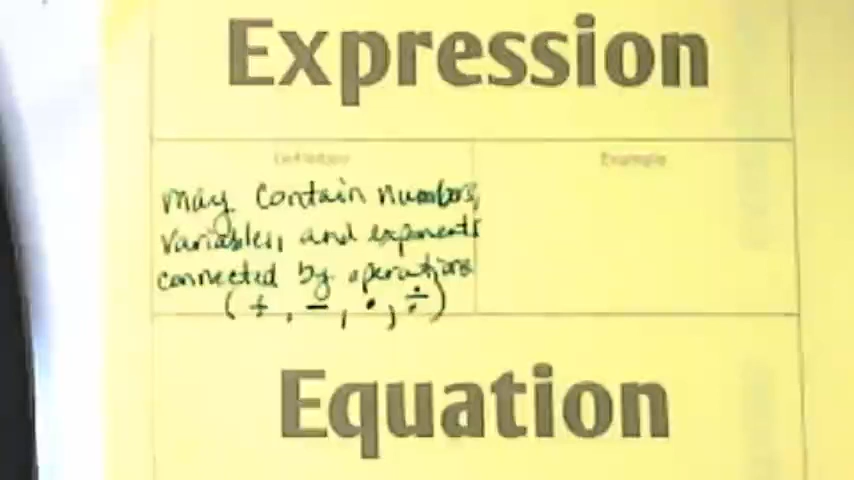 Expression
Definition
Example
may contain numbers,
variables, and exponents
connected by operations
(+, −, •, ÷)
Equation